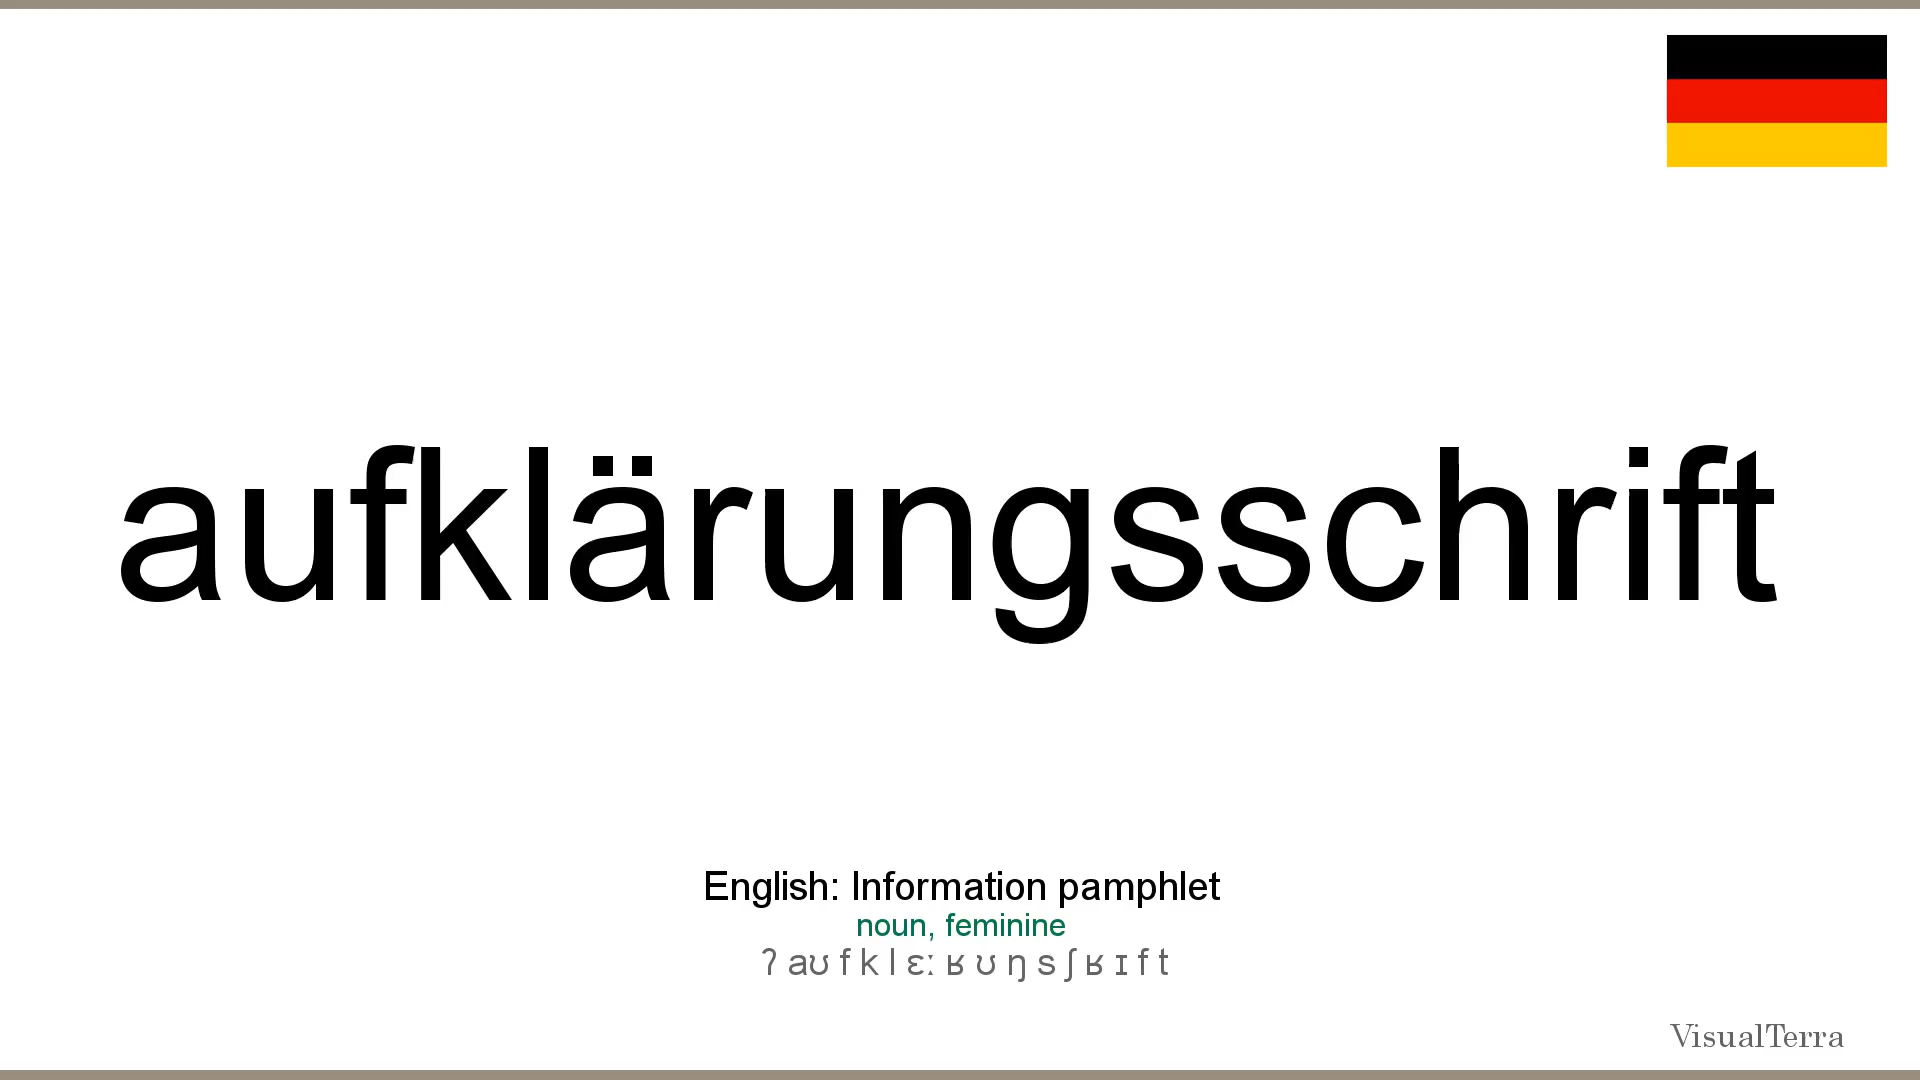 aufklärungsschrift
English: Information pamphlet
noun, feminine
ʔ aʊ f k l ɛː ʁ ʊ ŋ s ʃ ʁ ɪ f t
VisualTerra